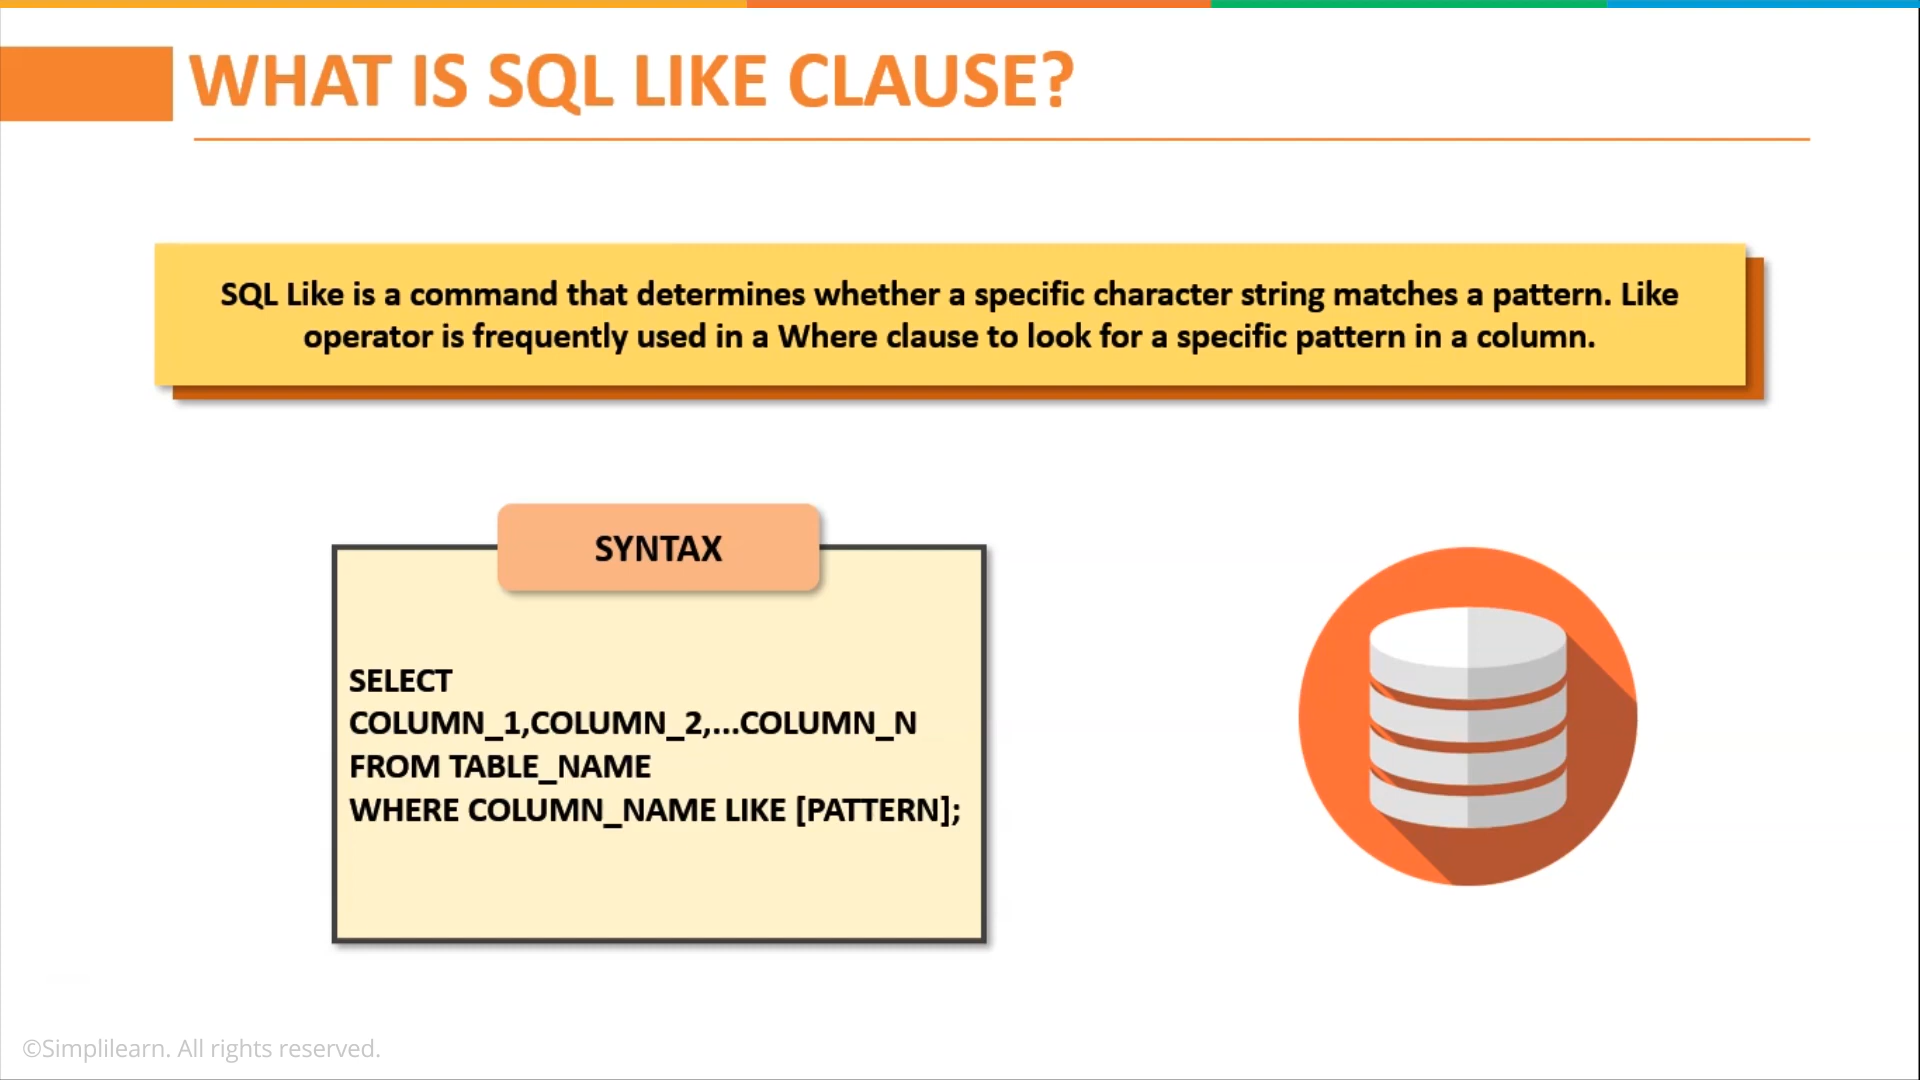 WHAT IS SQL LIKE CLAUSE?
SQL Like is a command that determines whether a specific character string matches a pattern. Like
operator is frequently used in a Where clause to look for a specific pattern in a column.
SYNTAX
SELECT
COLUMN_1,COLUMN_2,...COLUMN_N
FROM TABLE_NAME
WHERE COLUMN_NAME LIKE [PATTERN];
©Simplilearn. All rights reserved.